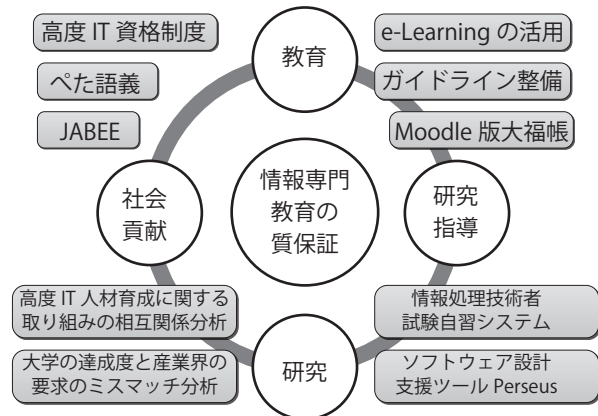 高度 IT 資格制度
ぺた語義
JABEE
教育
e-Learning の活用
ガイドライン整備
Moodle 版大福帳
社会
貢献
情報専門
教育の
質保証
研究
指導
高度 IT 人材育成に関する
取り組みの相互関係分析
大学の達成度と産業界の
要求のミスマッチ分析
研究
情報処理技術者
試験自習システム
ソフトウェア設計
支援ツール Perseus